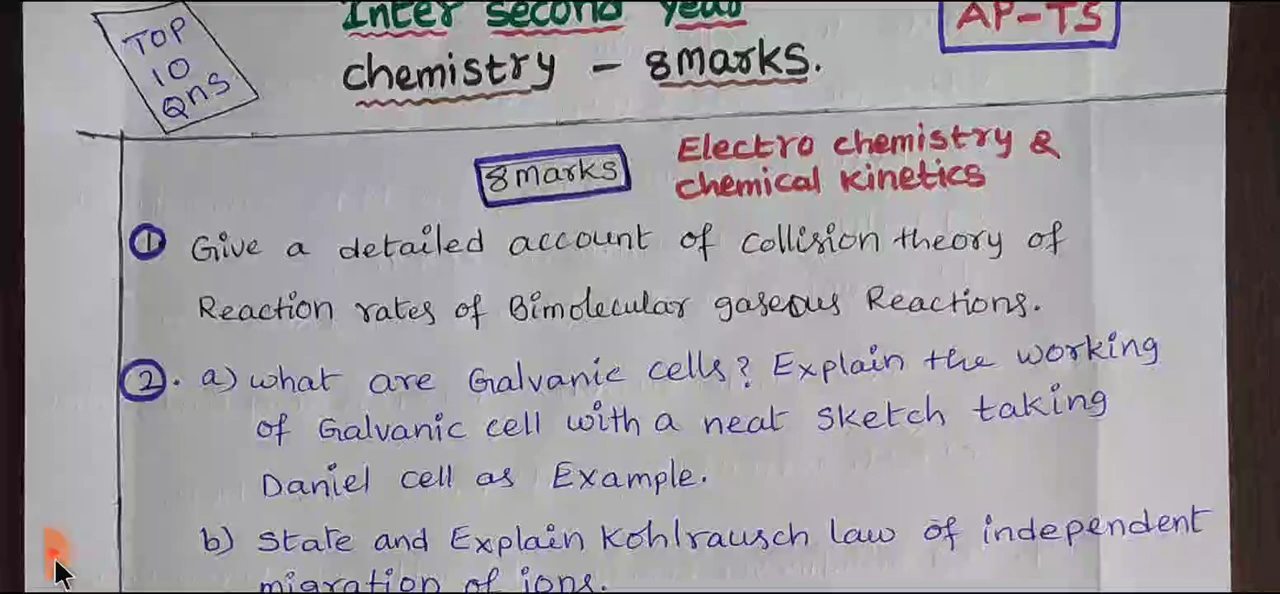 TOP
10
Qns
Inter second year
AP-TS
chemistry - 8marks.
8marks
Electro chemistry &
chemical kinetics
① Give a detailed account of collision theory of
Reaction rates of Bimolecular gaseous Reactions.
②. a) what are Galvanic cells? Explain the working
of Galvanic cell with a neat sketch taking
Daniel cell as Example.
b) state and Explain Kohlrausch law of independent
migration of ions.